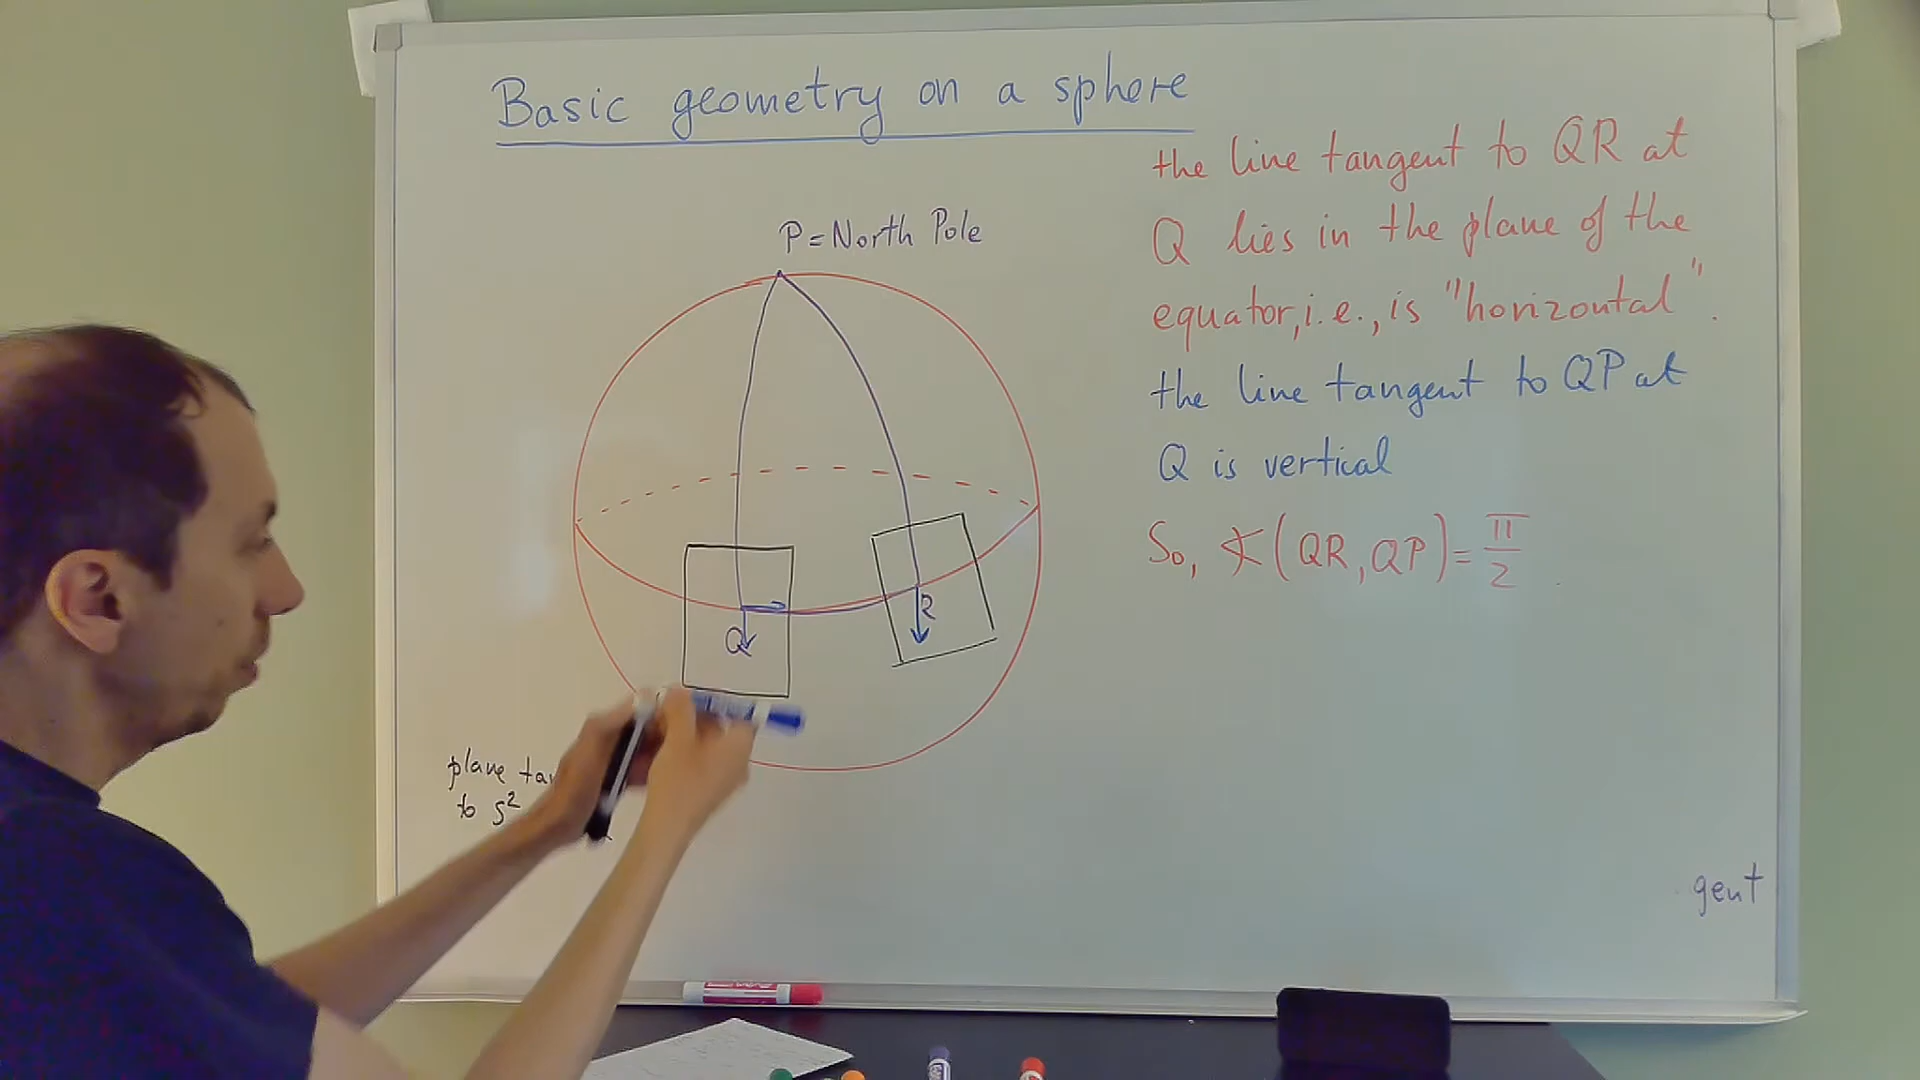 Basic geometry on a sphere
the line tangent to QR at
Q lies in the plane of the
equator, i.e., is "horizontal".
the line tangent to QP at
Q is vertical
So, ∢(QR, QP) = π/2
P = North Pole
Q
R
plane
to S²
gent